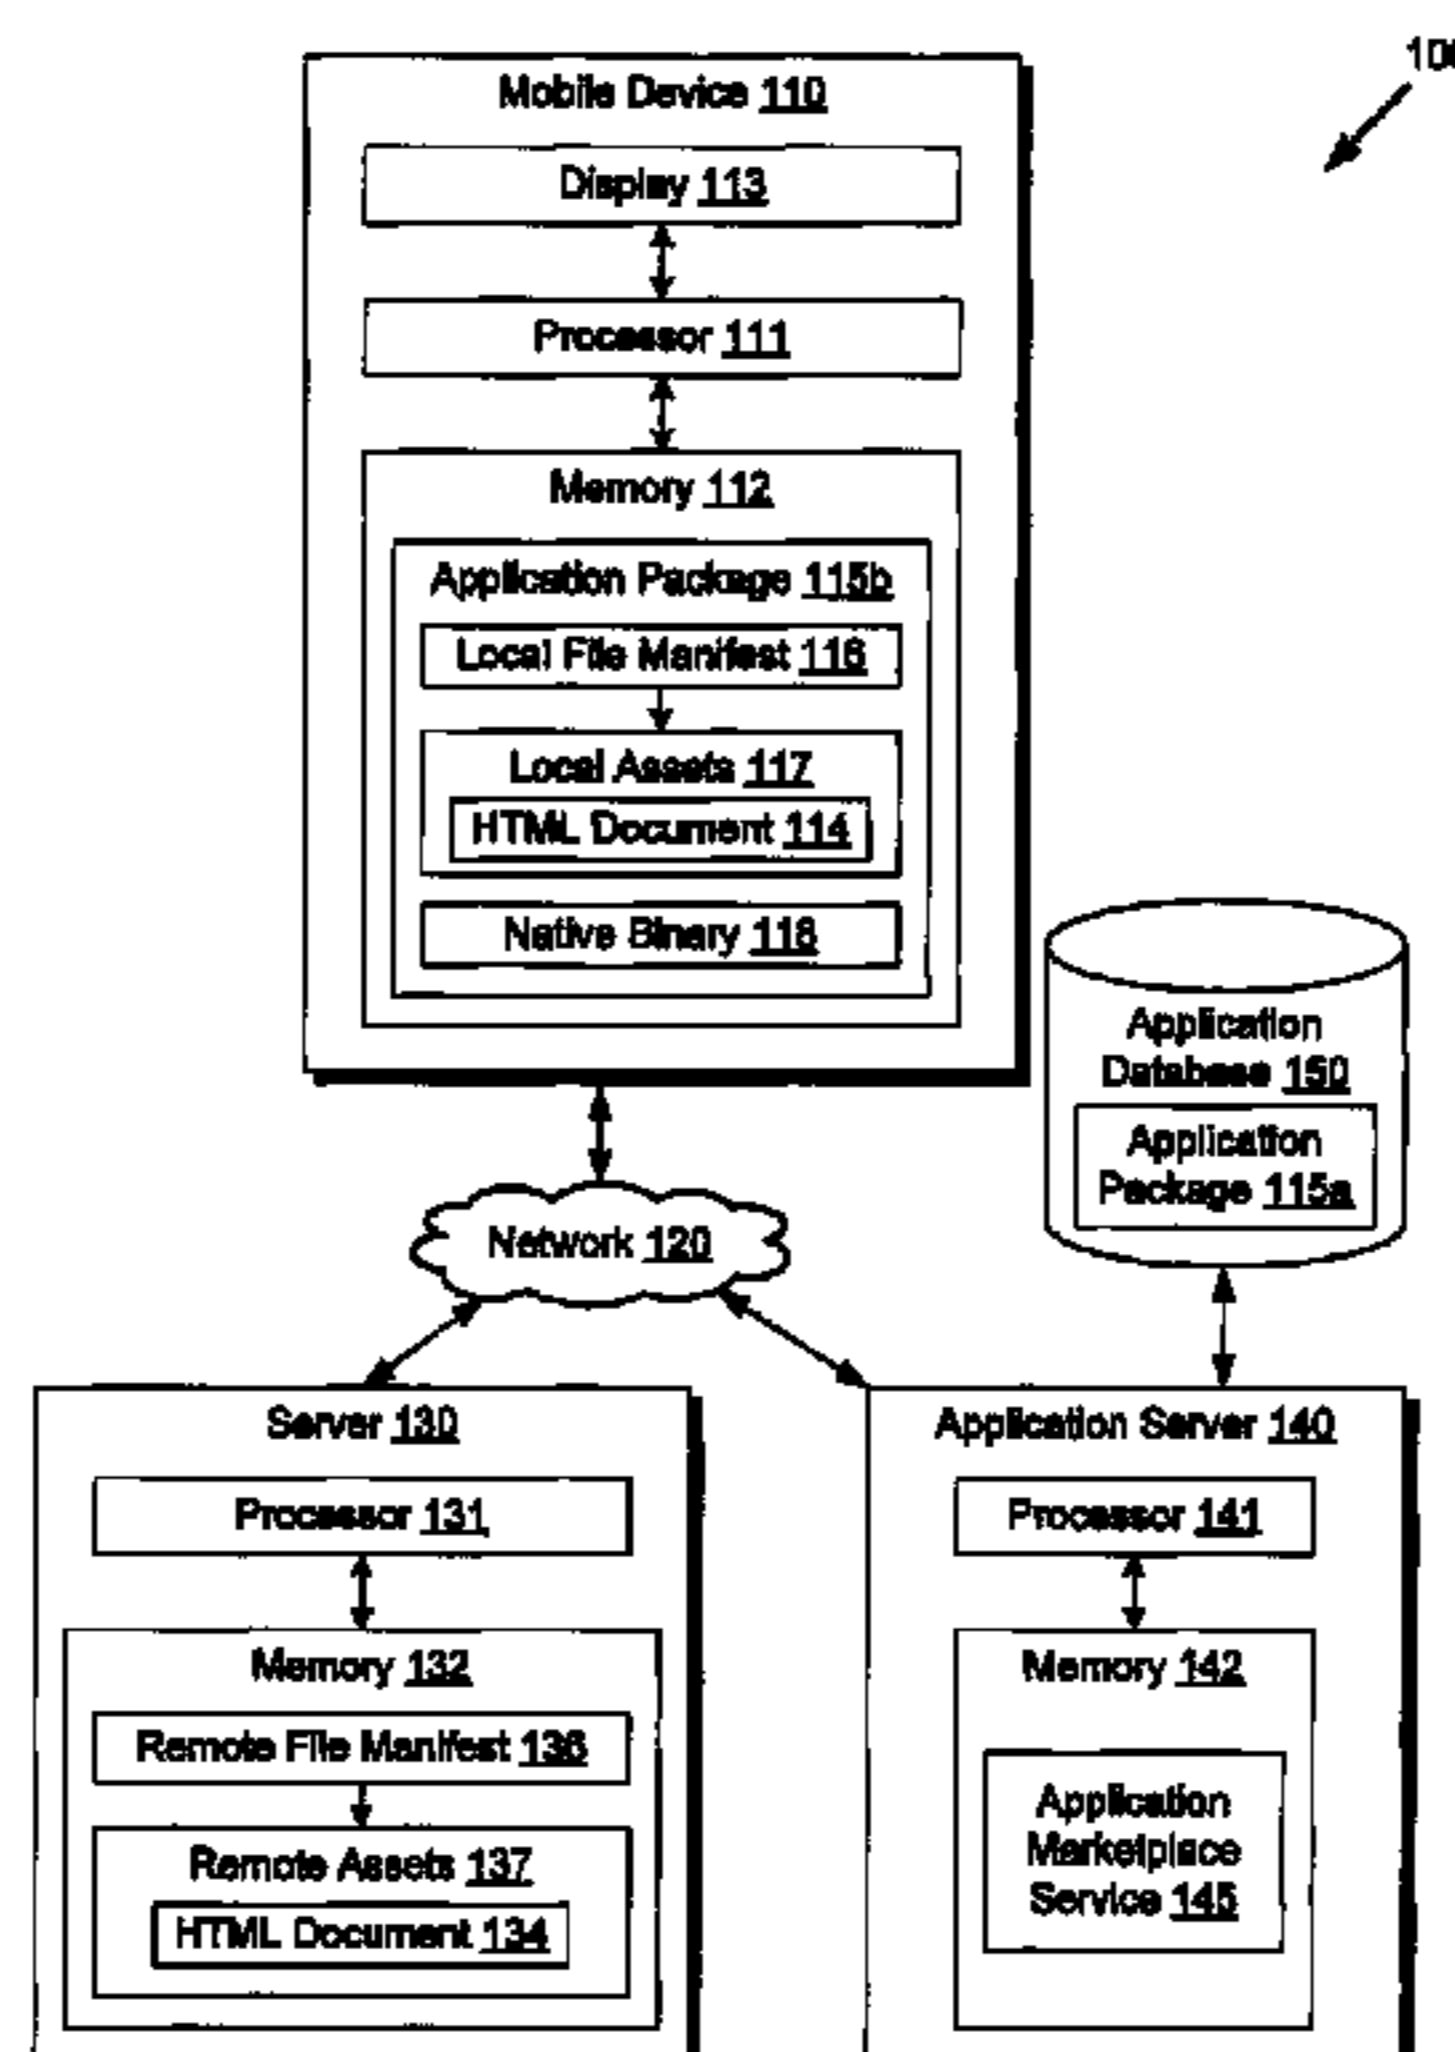 Mobile Device 110
Display 113
Processor 111
Memory 112
Application Package 115b
Local File Manifest 116
Local Assets 117
HTML Document 114
Native Binary 118
Application
Database 150
Application
Package 115a
Network 120
Server 130
Processor 131
Memory 132
Remote File Manifest 136
Remote Assets 137
HTML Document 134
Application Server 140
Processor 141
Memory 142
Application
Marketplace
Service 145